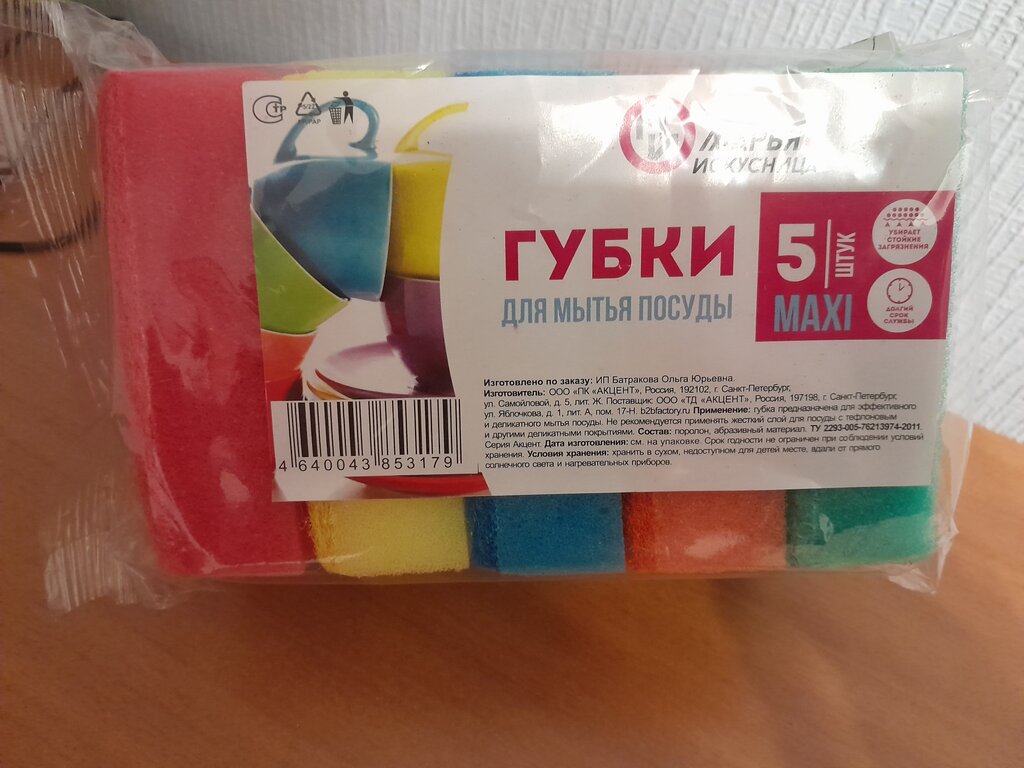 СТР
PAP
МАРЬЯ
ИСКУСНИЦА
ГУБКИ
ДЛЯ МЫТЬЯ ПОСУДЫ
5
ШТУК
MAXI
УБИРАЕТ
СТОЙКИЕ
ЗАГРЯЗНЕНИЯ
ДОЛГИЙ
СРОК
СЛУЖБЫ
Изготовлено по заказу: ИП Батракова Ольга Юрьевна.
Изготовитель: ООО «ПК «АКЦЕНТ», Россия, 192102, г. Санкт-Петербург,
ул. Самойловой, д. 5, лит. Ж. Поставщик: ООО «ТД «АКЦЕНТ», Россия, 197198, г. Санкт-Петербург,
ул. Яблочкова, д. 1, лит. А, пом. 17-Н. b2bfactory.ru Применение: губка предназначена для эффективного
и деликатного мытья посуды. Не рекомендуется применять жесткий слой для посуды с тефлоновым
и другими деликатными покрытиями. Состав: поролон, абразивный материал. ТУ 2293-005-76213974-2011.
Серия Акцент. Дата изготовления: см. на упаковке. Срок годности не ограничен при соблюдении условий
хранения. Условия хранения: хранить в сухом, недоступном для детей месте, вдали от прямого
солнечного света и нагревательных приборов.
4 640043 853179